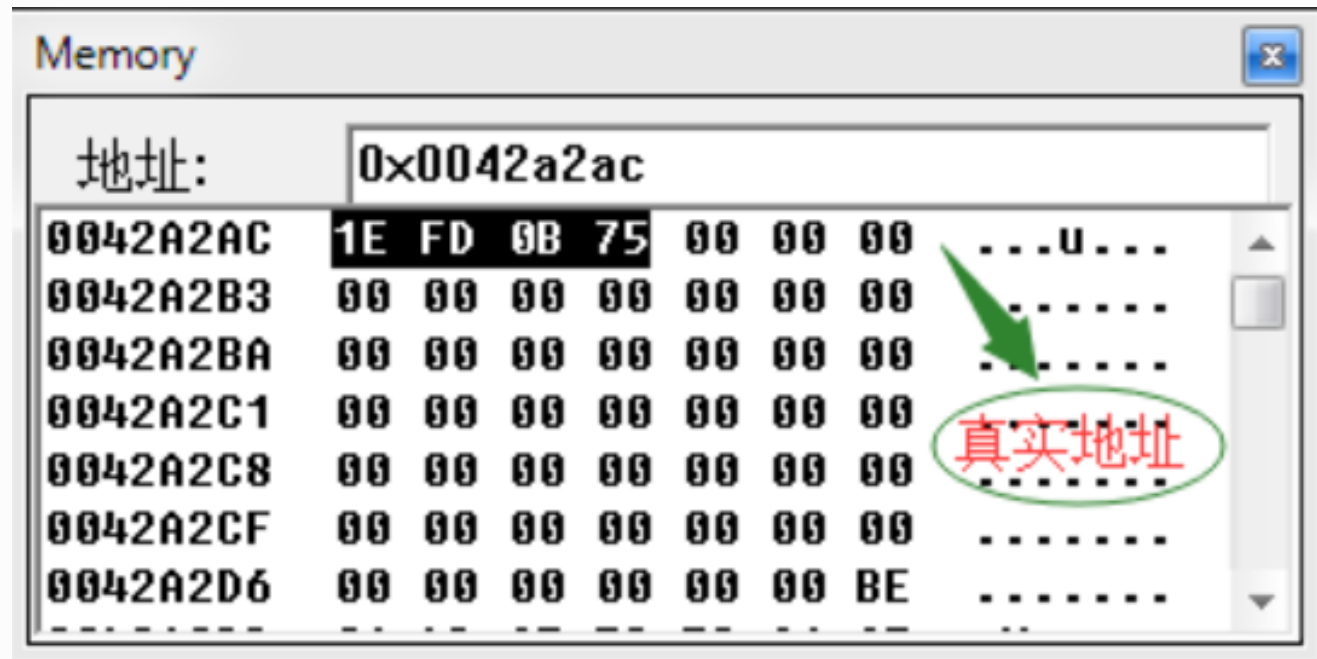 Memory
地址: 0x0042a2ac
0042A2AC 1E FD 0B 75 00 00 00 ...u...
0042A2B3 00 00 00 00 00 00 00 .......
0042A2BA 00 00 00 00 00 00 00 .......
0042A2C1 00 00 00 00 00 00 00 .......
真实地址
0042A2C8 00 00 00 00 00 00 00 .......
0042A2CF 00 00 00 00 00 00 00 .......
0042A2D6 00 00 00 00 00 00 BE .......